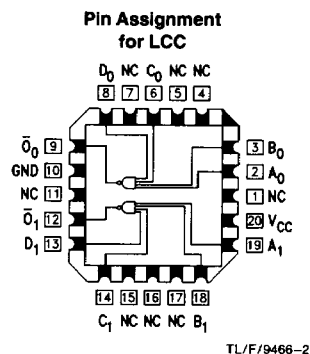 Pin Assignment
for LCC
D0 NC C0 NC NC
8 7 6 5 4
O̅0 9
GND 10
NC 11
O̅1 12
D1 13
3 B0
2 A0
1 NC
20 VCC
19 A1
14 15 16 17 18
C1 NC NC NC B1
TL/F/9466-2